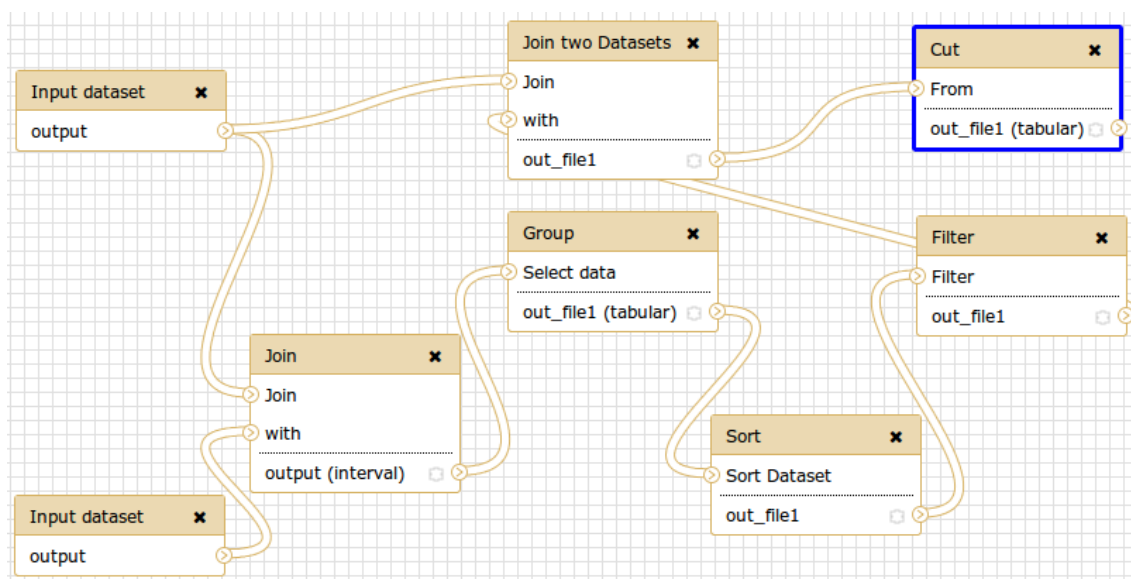 Input dataset
output
Join two Datasets
Join
with
out_file1
Cut
From
out_file1 (tabular)
Group
Select data
out_file1 (tabular)
Filter
Filter
out_file1
Join
Join
with
output (interval)
Sort
Sort Dataset
out_file1
Input dataset
output